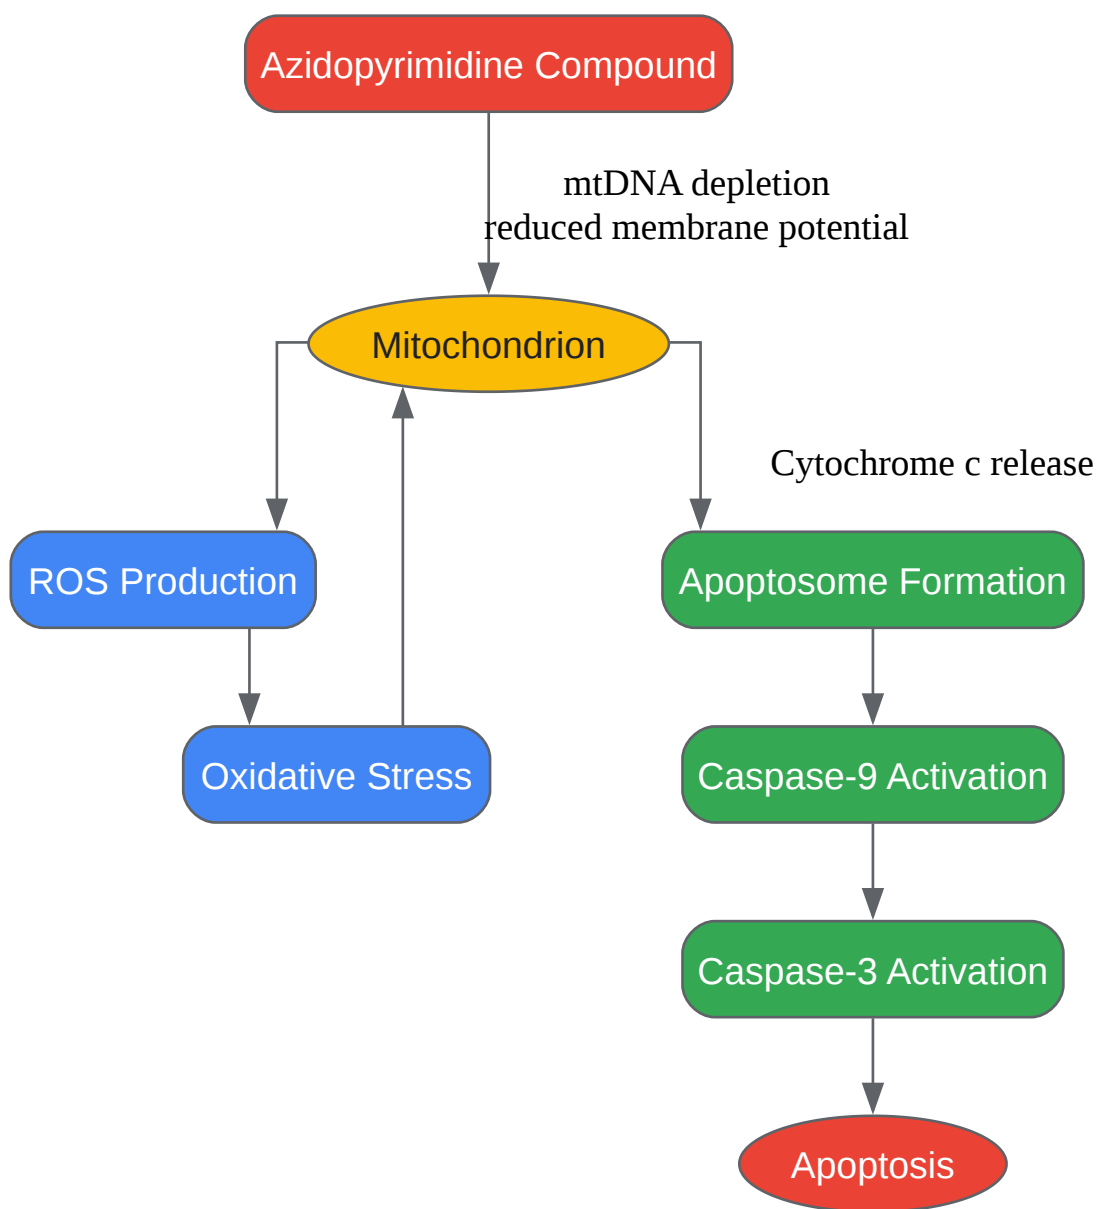 Azidopyrimidine Compound
mtDNA depletion
reduced membrane potential
Mitochondrion
Cytochrome c release
ROS Production
Apoptosome Formation
Oxidative Stress
Caspase-9 Activation
Caspase-3 Activation
Apoptosis